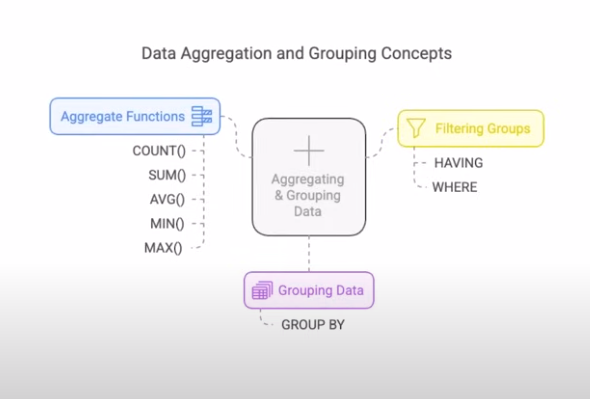 Data Aggregation and Grouping Concepts
Aggregate Functions
COUNT()
SUM()
AVG()
MIN()
MAX()
Aggregating
& Grouping
Data
Filtering Groups
HAVING
WHERE
Grouping Data
GROUP BY